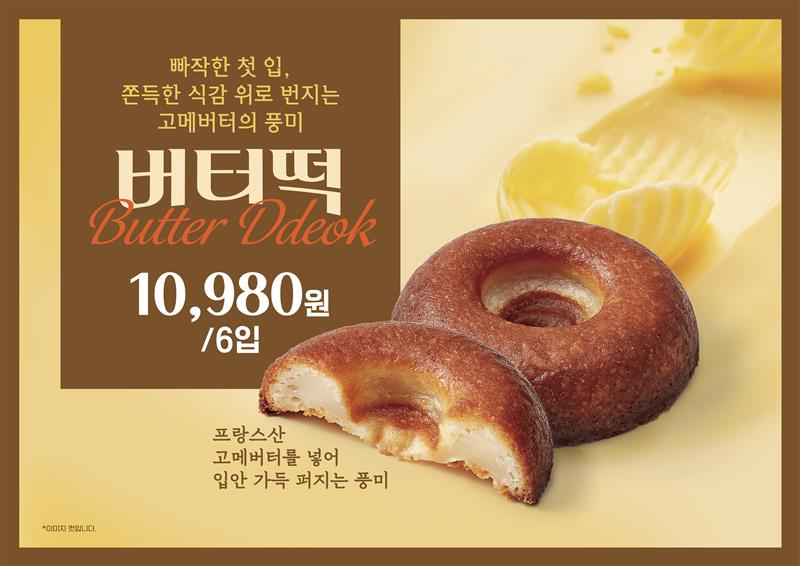 빠작한 첫 입,
쫀득한 식감 위로 번지는
고메버터의 풍미
버터떡
Butter Ddeok
10,980원
/6입
프랑스산
고메버터를 넣어
입안 가득 퍼지는 풍미
*이미지 컷입니다.